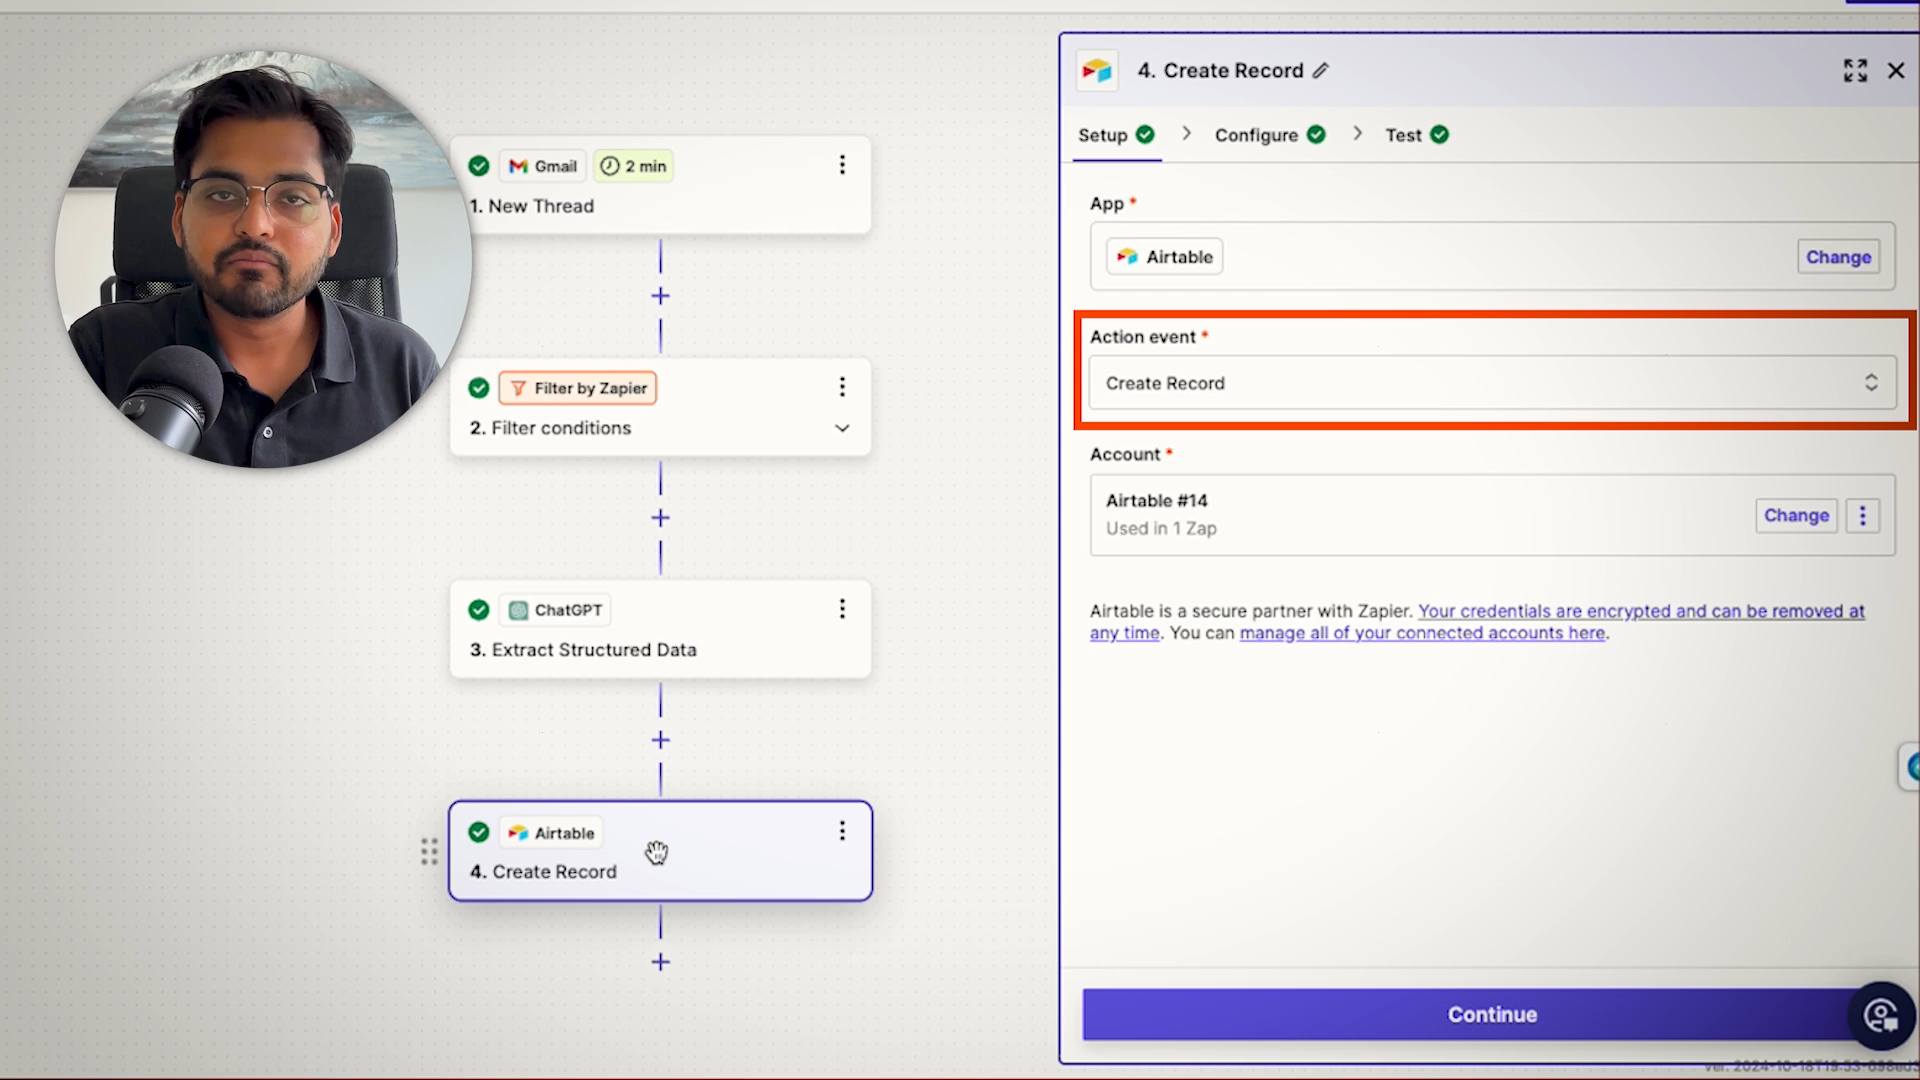 Gmail
2 min
1. New Thread
Filter by Zapier
2. Filter conditions
ChatGPT
3. Extract Structured Data
Airtable
4. Create Record
4. Create Record
Setup
Configure
Test
App *
Airtable
Change
Action event *
Create Record
Account *
Airtable #14
Used in 1 Zap
Change
Airtable is a secure partner with Zapier. Your credentials are encrypted and can be removed at
any time. You can manage all of your connected accounts here.
Continue